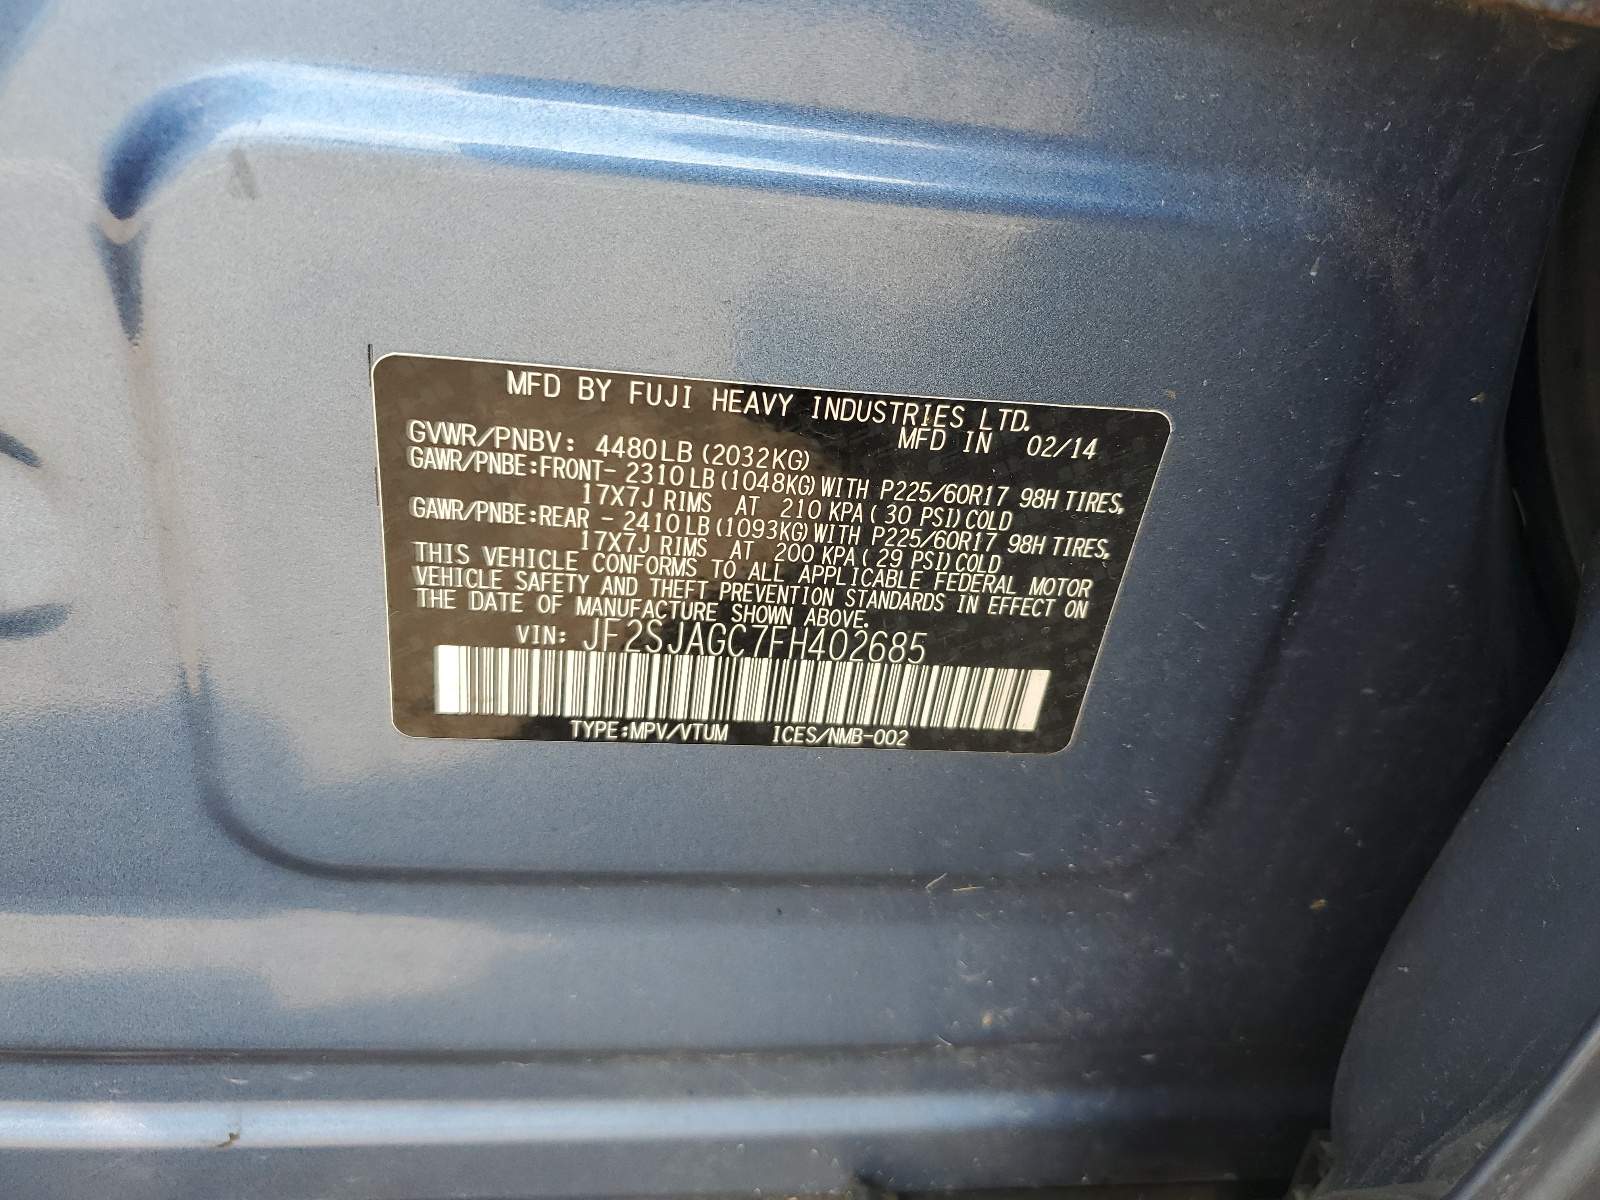 MFD BY FUJI HEAVY INDUSTRIES LTD.
MFD IN 02/14
GVWR/PNBV: 4480LB (2032KG)
GAWR/PNBE:FRONT- 2310LB (1048KG) WITH P225/60R17 98H TIRES,
17X7J RIMS AT 210 KPA ( 30 PSI) COLD
GAWR/PNBE:REAR - 2410LB (1093KG) WITH P225/60R17 98H TIRES,
17X7J RIMS AT 200 KPA ( 29 PSI) COLD
THIS VEHICLE CONFORMS TO ALL APPLICABLE FEDERAL MOTOR
VEHICLE SAFETY AND THEFT PREVENTION STANDARDS IN EFFECT ON
THE DATE OF MANUFACTURE SHOWN ABOVE.
VIN: JF2SJAGC7FH402685
TYPE:MPV/VTUM ICES/NMB-002